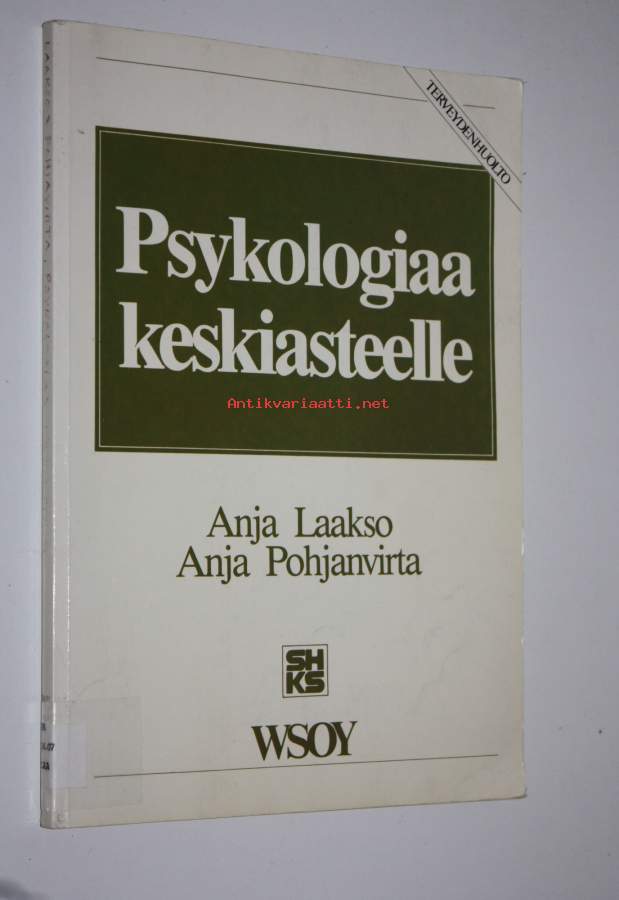 TERVEYDENHUOLTO
Psykologiaa
keskiasteelle
Antikvariaatti.net
Anja Laakso
Anja Pohjanvirta
SH
KS
WSOY